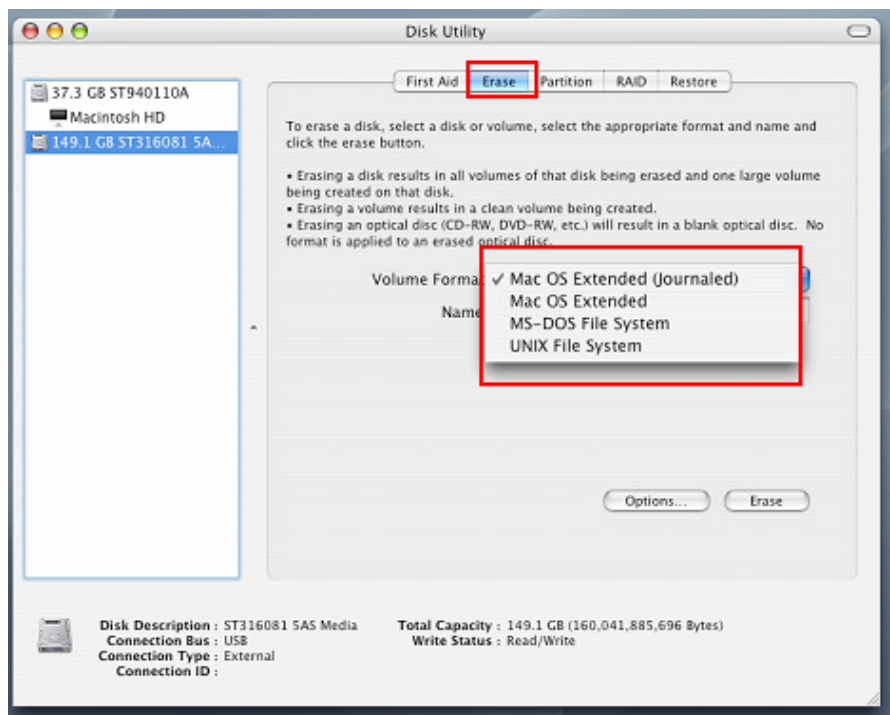 Disk Utility
37.3 GB ST940110A
Macintosh HD
149.1 GB ST316081 5A...
First Aid Erase Partition RAID Restore
To erase a disk, select a disk or volume, select the appropriate format and name and
click the erase button.
• Erasing a disk results in all volumes of that disk being erased and one large volume
being created on that disk.
• Erasing a volume results in a clean volume being created.
• Erasing an optical disc (CD-RW, DVD-RW, etc.) will result in a blank optical disc. No
format is applied to an erased optical disc.
Volume Format ✓ Mac OS Extended (Journaled)
Mac OS Extended
Name
MS-DOS File System
UNIX File System
Options... Erase
Disk Description : ST316081 5AS Media Total Capacity : 149.1 GB (160,041,885,696 Bytes)
Connection Bus : USB Write Status : Read/Write
Connection Type : External
Connection ID :